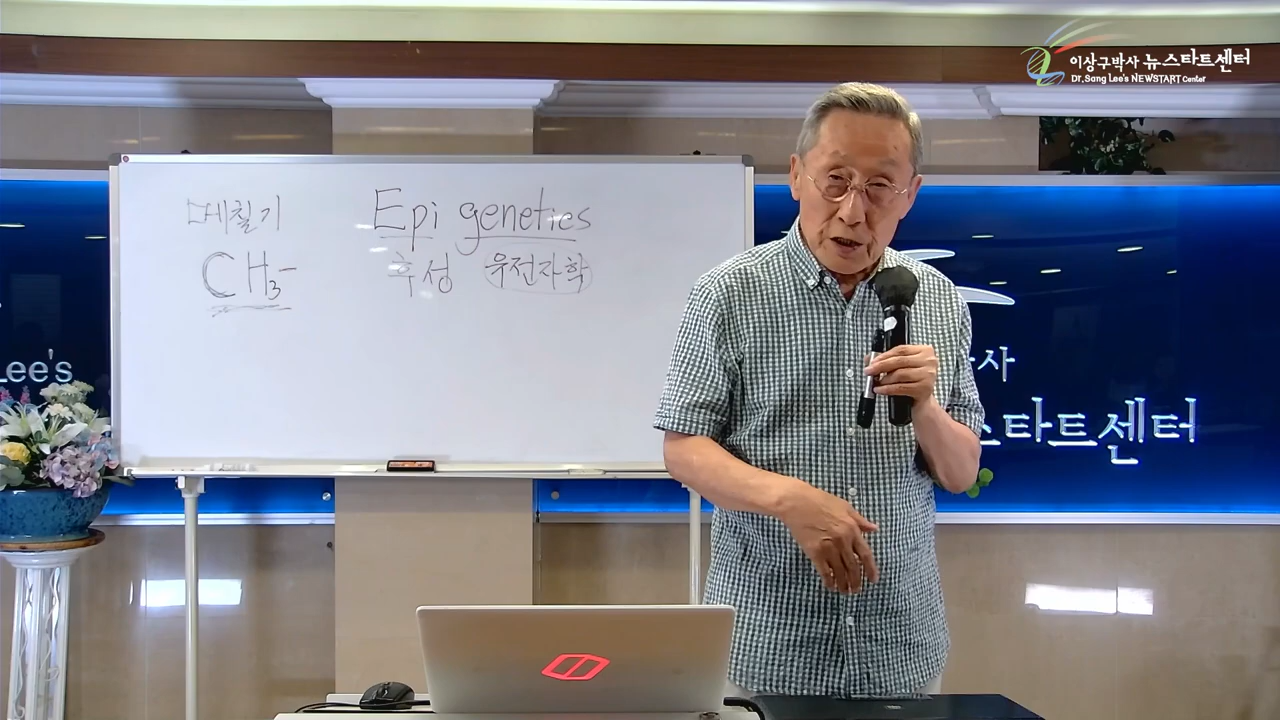 이상구박사 뉴스타트센터
Dr. Sang Lee's NEWSTART Center
메칠기
Epi genetics
CH3-
후성 유전자학
Lee's
박사
스타트센터